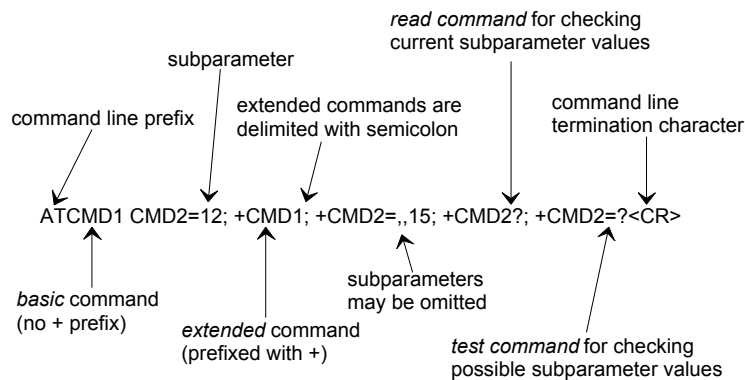 read command for checking
current subparameter values
subparameter
extended commands are
delimited with semicolon
command line
termination character
command line prefix
ATCMD1 CMD2=12; +CMD1; +CMD2=,,15; +CMD2?; +CMD2=?<CR>
basic command
(no + prefix)
extended command
(prefixed with +)
subparameters
may be omitted
test command for checking
possible subparameter values